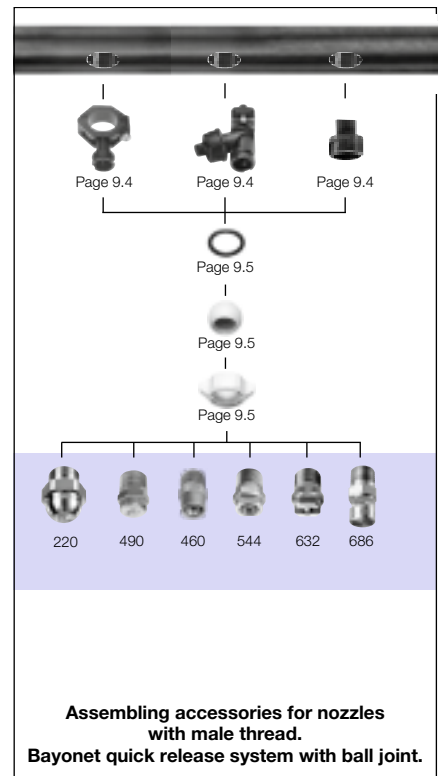 Page 9.4 Page 9.4 Page 9.4
Page 9.5
Page 9.5
Page 9.5
220 490 460 544 632 686
Assembling accessories for nozzles
with male thread.
Bayonet quick release system with ball joint.